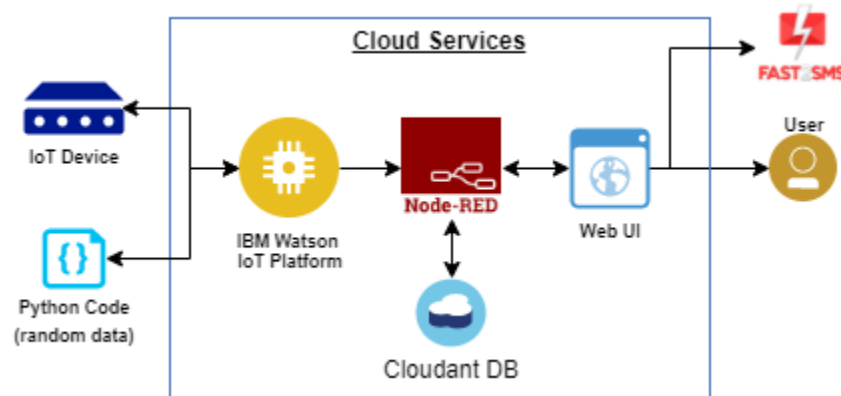 Cloud Services
FAST2SMS
User
IoT Device
Node-RED
IBM Watson
IoT Platform
Web UI
{}
Python Code
(random data)
Cloudant DB